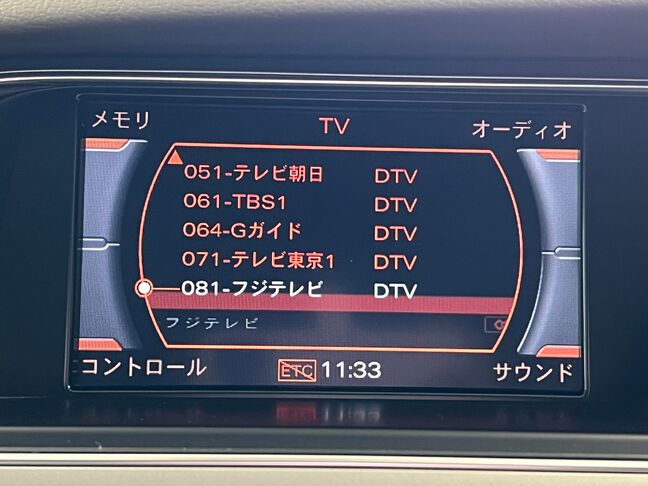 メモリ TV オーディオ
051-テレビ朝日 DTV
061-TBS1 DTV
064-Gガイド DTV
071-テレビ東京1 DTV
081-フジテレビ DTV
フジテレビ
コントロール ETC 11:33 サウンド